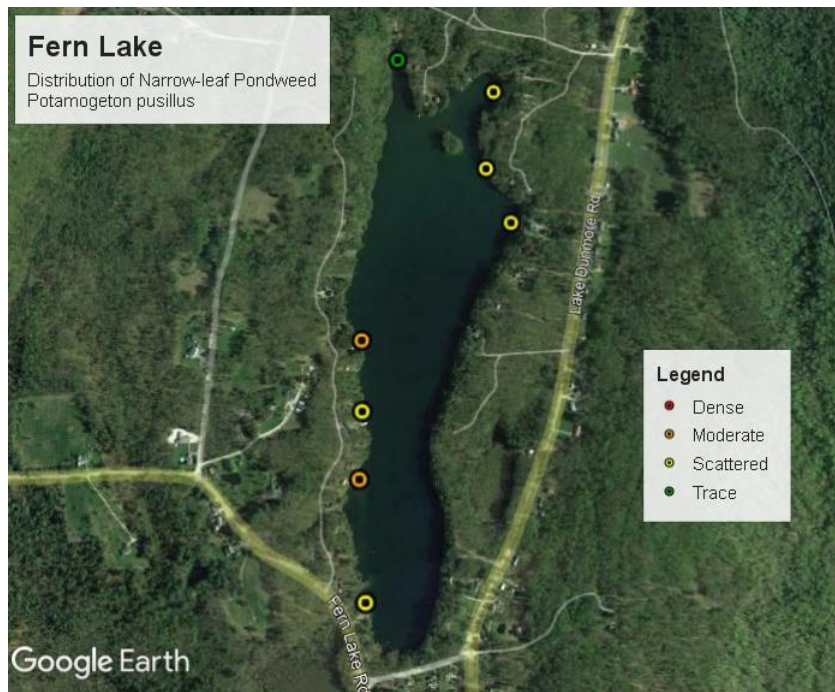 Fern Lake
Distribution of Narrow-leaf Pondweed
Potamogeton pusillus
Lake Dunmore Rd
Legend
Dense
Moderate
Scattered
Trace
Fern Lake Rd
Google Earth